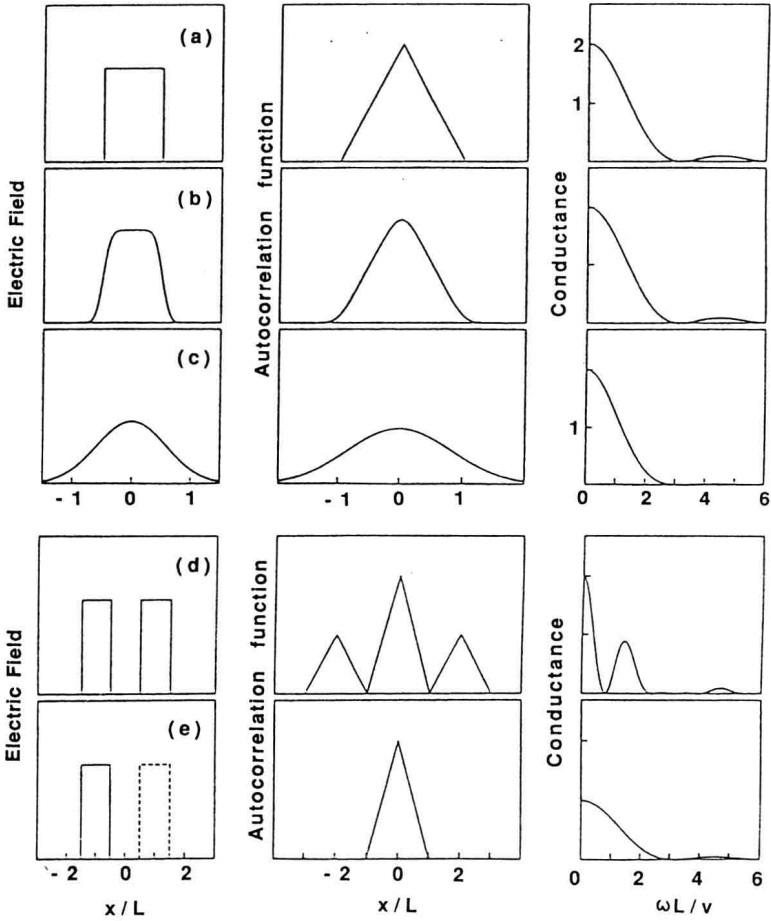 (a)
2
1
Electric Field
(b)
Autocorrelation function
Conductance
(c)
1
- 1 0 1
- 1 0 1
0 2 4 6
Electric Field
(d)
Autocorrelation function
Conductance
(e)
- 2 0 2
- 2 0 2
0 2 4 6
x / L
x / L
ωL / v